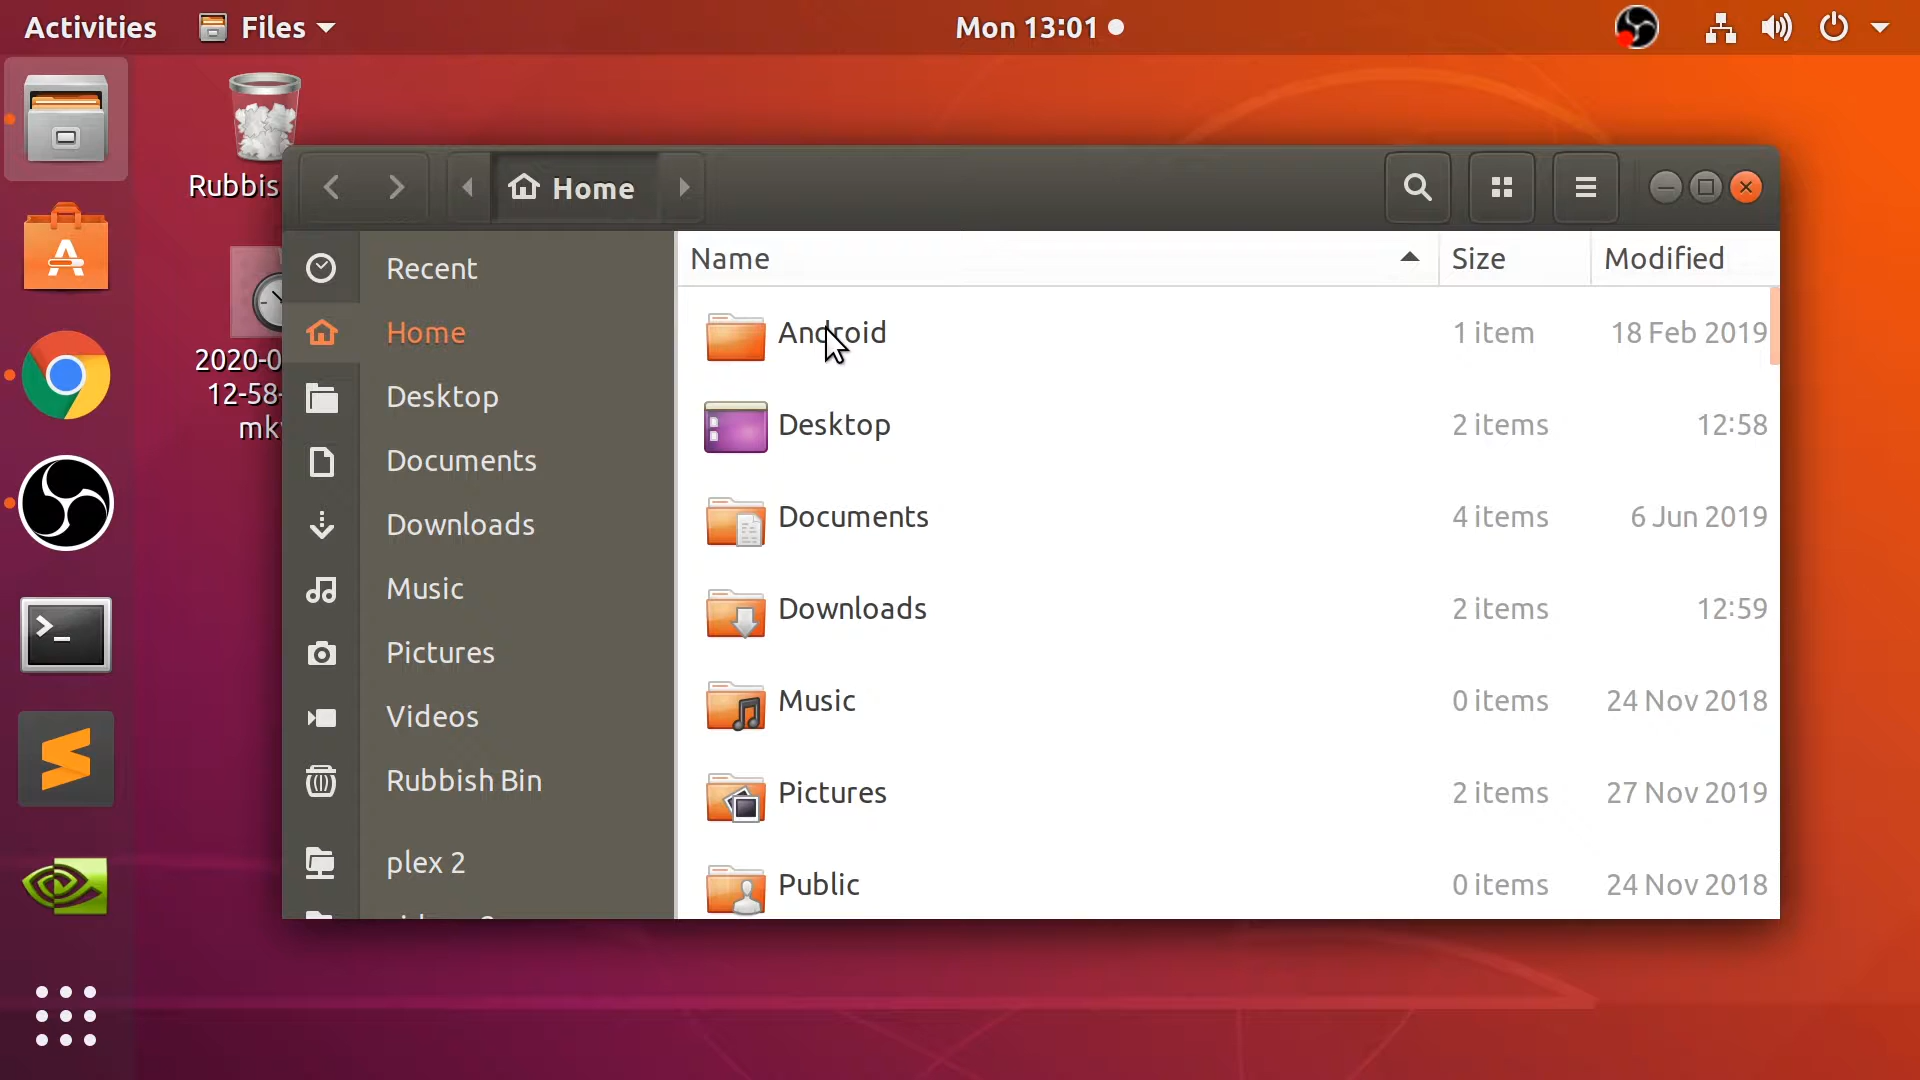 Activities
Files
Mon 13:01
Rubbis
2020-0
12-58-
mk
Home
Recent
Home
Desktop
Documents
Downloads
Music
Pictures
Videos
Rubbish Bin
plex 2
Name Size Modified
Android 1 item 18 Feb 2019
Desktop 2 items 12:58
Documents 4 items 6 Jun 2019
Downloads 2 items 12:59
Music 0 items 24 Nov 2018
Pictures 2 items 27 Nov 2019
Public 0 items 24 Nov 2018